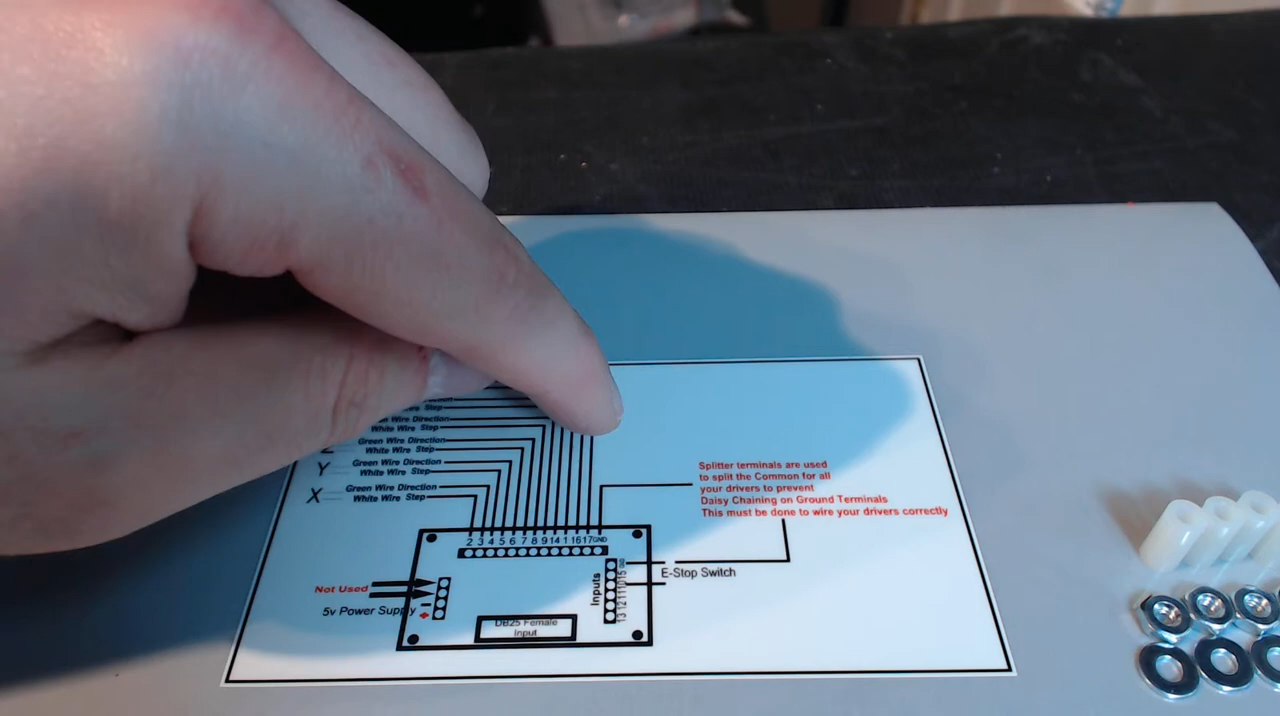 Step
Wire Direction
White Wire Step
Green Wire Direction
White Wire Step
Y
Green Wire Direction
White Wire Step
X
Green Wire Direction
White Wire Step
Splitter terminals are used
to split the Common for all
your drivers to prevent
Daisy Chaining on Ground Terminals
This must be done to wire your drivers correctly
2 3 4 5 6 7 8 9 14 1 16 17 GND
E-Stop Switch
Inputs
13 12 11 10 15
Not Used
5v Power Supply
- 
+
DB25 Female
Input